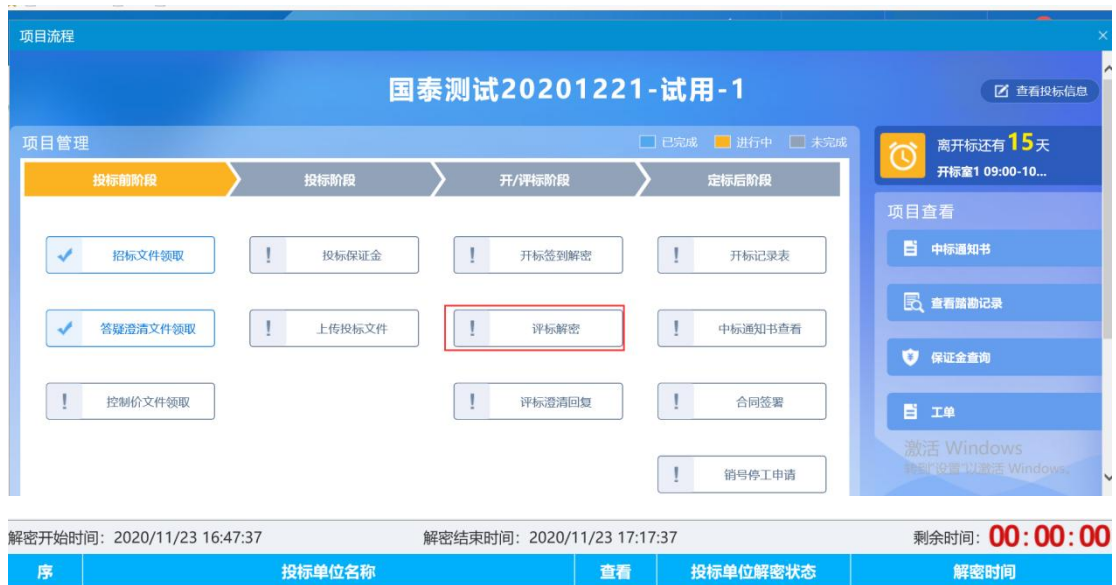 项目流程
国泰测试20201221-试用-1
查看投标信息
项目管理
已完成 进行中 未完成
投标前阶段 投标阶段 开/评标阶段 定标后阶段
招标文件领取 投标保证金 开标签到解密 开标记录表
答疑澄清文件领取 上传投标文件 评标解密 中标通知书查看
控制价文件领取 评标澄清回复 合同签署
销号停工申请
离开标还有15天
开标室1 09:00-10...
项目查看
中标通知书
查看踏勘记录
保证金查询
工单
激活 Windows
转到"设置"以激活 Windows。
解密开始时间：2020/11/23 16:47:37 解密结束时间：2020/11/23 17:17:37 剩余时间：00:00:00
序 投标单位名称 查看 投标单位解密状态 解密时间